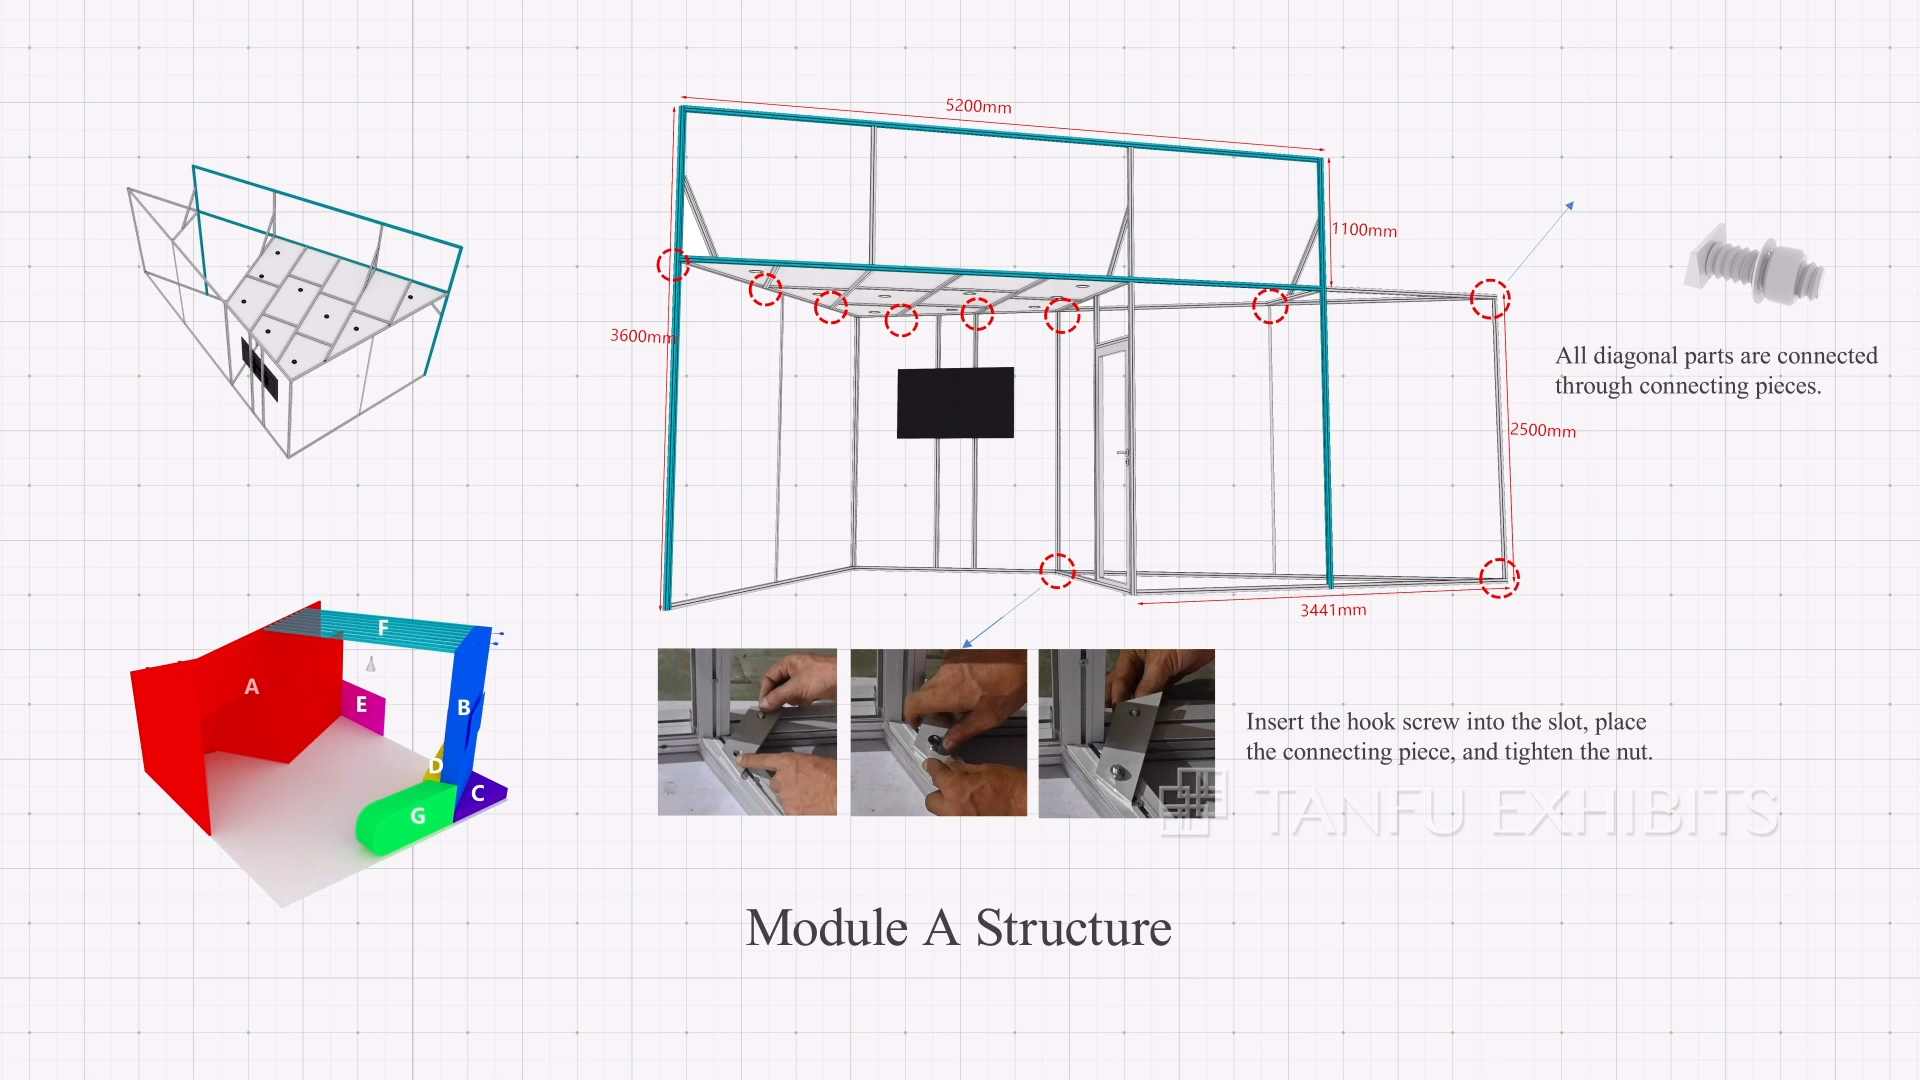 5200mm
1100mm
3600mm
All diagonal parts are connected
through connecting pieces.
2500mm
3441mm
F
A
E
B
D
C
G
Insert the hook screw into the slot, place
the connecting piece, and tighten the nut.
TANFU EXHIBITS
Module A Structure